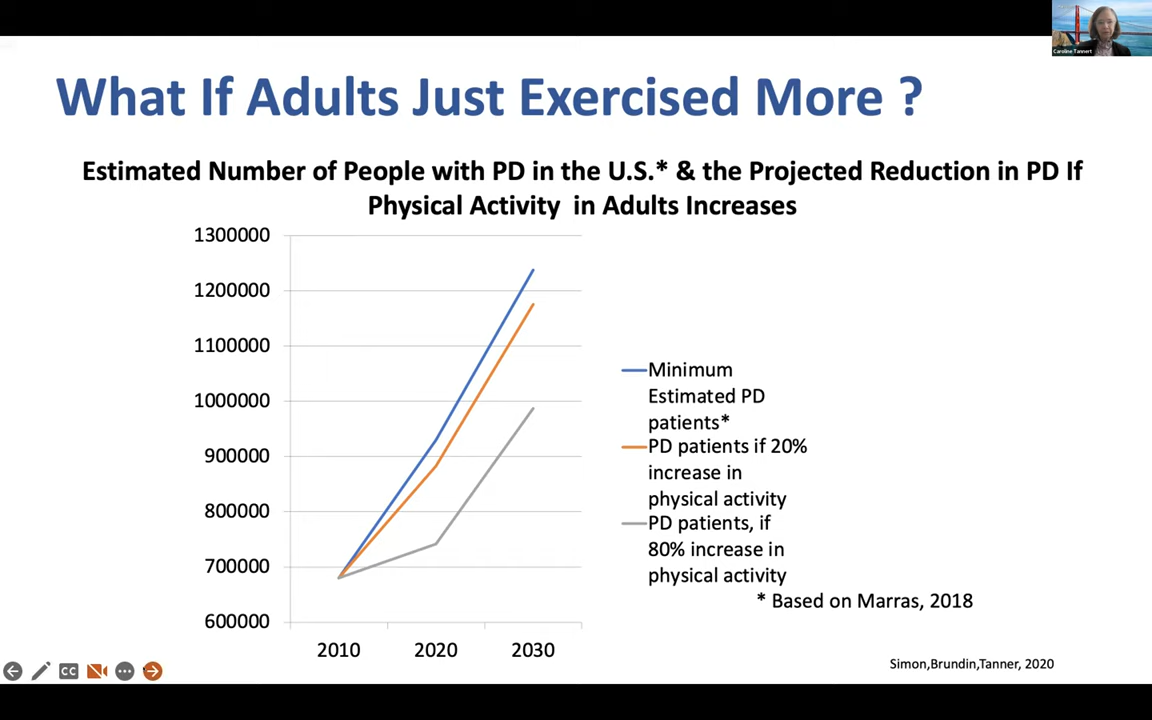 Caroline Tannert
What If Adults Just Exercised More ?
Estimated Number of People with PD in the U.S.* & the Projected Reduction in PD If
Physical Activity in Adults Increases
1300000
1200000
1100000
1000000
900000
800000
700000
600000
2010 2020 2030
Minimum
Estimated PD
patients*
PD patients if 20%
increase in
physical activity
PD patients, if
80% increase in
physical activity
* Based on Marras, 2018
Simon,Brundin,Tanner, 2020
CC